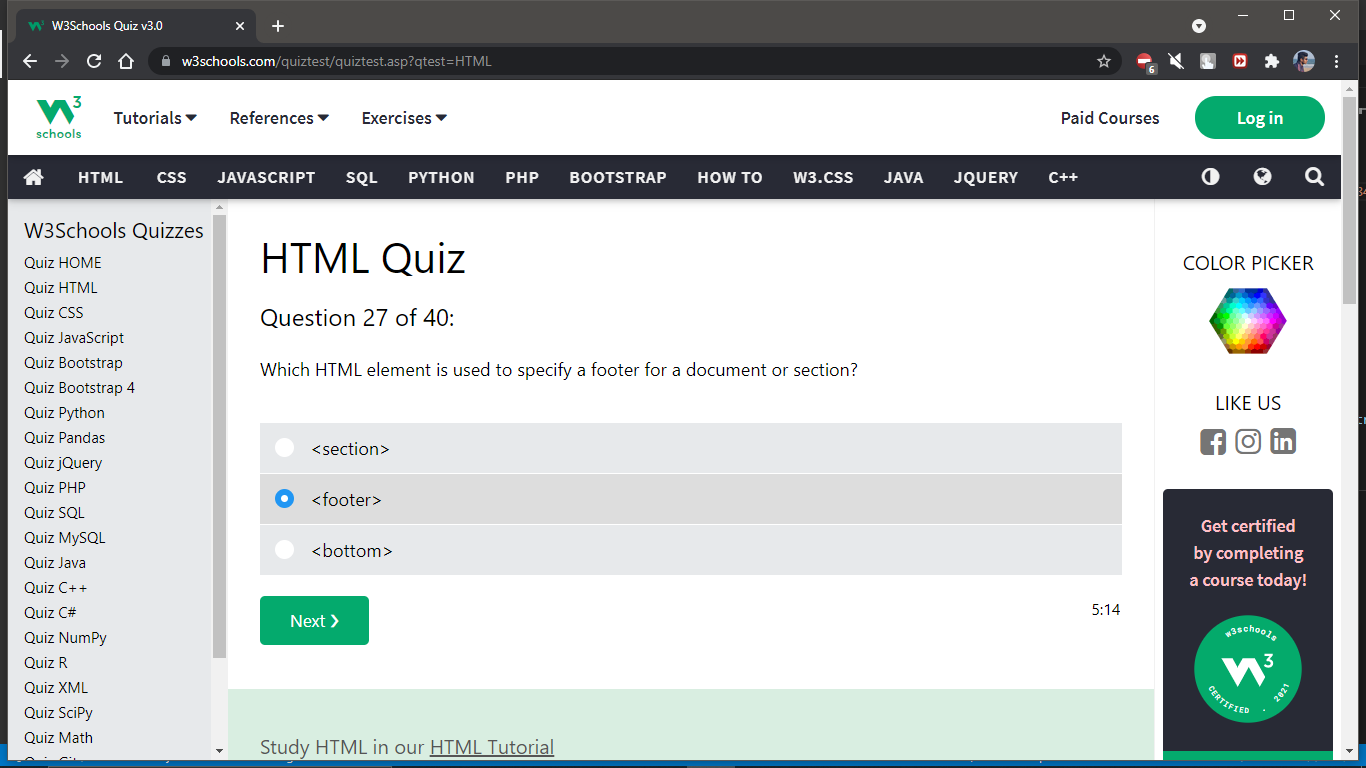 W3Schools Quiz v3.0
w3schools.com/quiztest/quiztest.asp?qtest=HTML
6
3
schools
Tutorials
References
Exercises
Paid Courses
Log in
HTML
CSS
JAVASCRIPT
SQL
PYTHON
PHP
BOOTSTRAP
HOW TO
W3.CSS
JAVA
JQUERY
C++
W3Schools Quizzes
Quiz HOME
Quiz HTML
Quiz CSS
Quiz JavaScript
Quiz Bootstrap
Quiz Bootstrap 4
Quiz Python
Quiz Pandas
Quiz jQuery
Quiz PHP
Quiz SQL
Quiz MySQL
Quiz Java
Quiz C++
Quiz C#
Quiz NumPy
Quiz R
Quiz XML
Quiz SciPy
Quiz Math
HTML Quiz
Question 27 of 40:
Which HTML element is used to specify a footer for a document or section?
<section>
<footer>
<bottom>
Next ❯
5:14
Study HTML in our HTML Tutorial
COLOR PICKER
LIKE US
Get certified
by completing
a course today!
w3schools
3
CERTIFIED . 2021